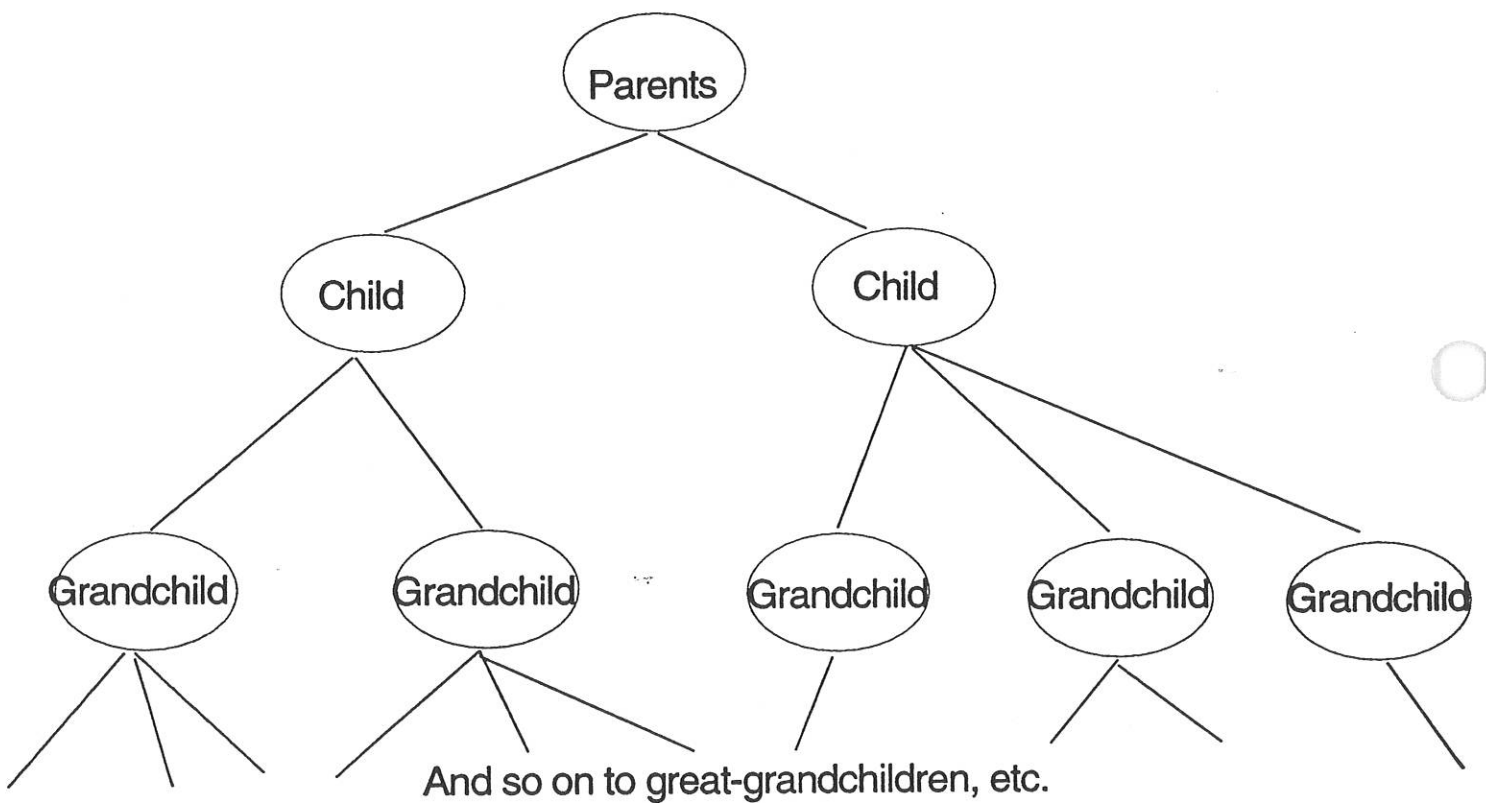 Parents
Child
Child
Grandchild
Grandchild
Grandchild
Grandchild
Grandchild
And so on to great-grandchildren, etc.